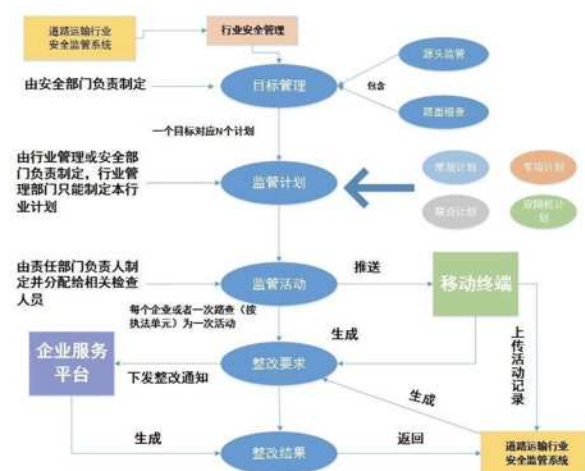 道路运输行业
安全监管系统
行业安全管理
源头监管
由安全部门负责制定
目标管理
包含
路面稽查
一个目标对应N个计划
由行业管理或安全部
门负责制定，行业管
理部门只能制定本行
业计划
监管计划
常规计划
专项计划
联合计划
双随机计
划
由责任部门负责人制
定并分配给相关检查
人员
监管活动
推送
移动终端
每个企业或者一次路查（按
执法单元）为一次活动
生成
上传活动记录
企业服务
平台
整改要求
下发整改通知
生成
生成
整改结果
返回
道路运输行业
安全监管系统